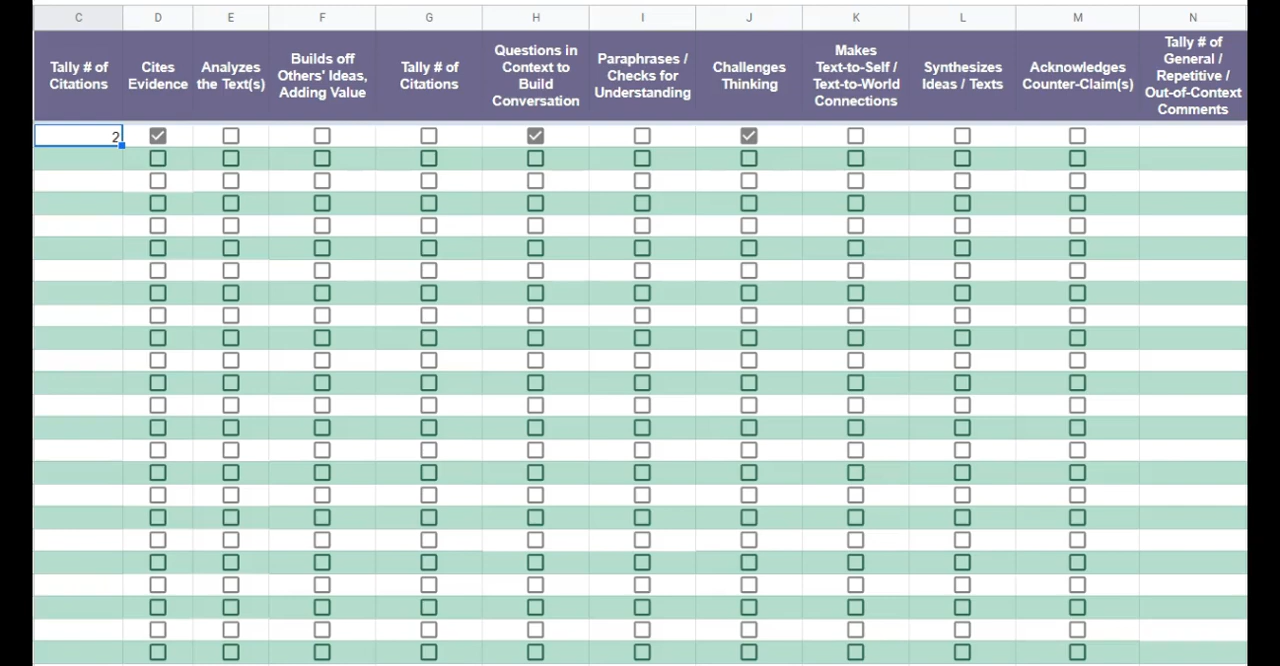 C D E F G H I J K L M N
Tally # of
Citations
Cites
Evidence
Analyzes
the Text(s)
Builds off
Others' Ideas,
Adding Value
Tally # of
Citations
Questions in
Context to
Build
Conversation
Paraphrases /
Checks for
Understanding
Challenges
Thinking
Makes
Text-to-Self /
Text-to-World
Connections
Synthesizes
Ideas / Texts
Acknowledges
Counter-Claim(s)
Tally # of
General /
Repetitive /
Out-of-Context
Comments
2